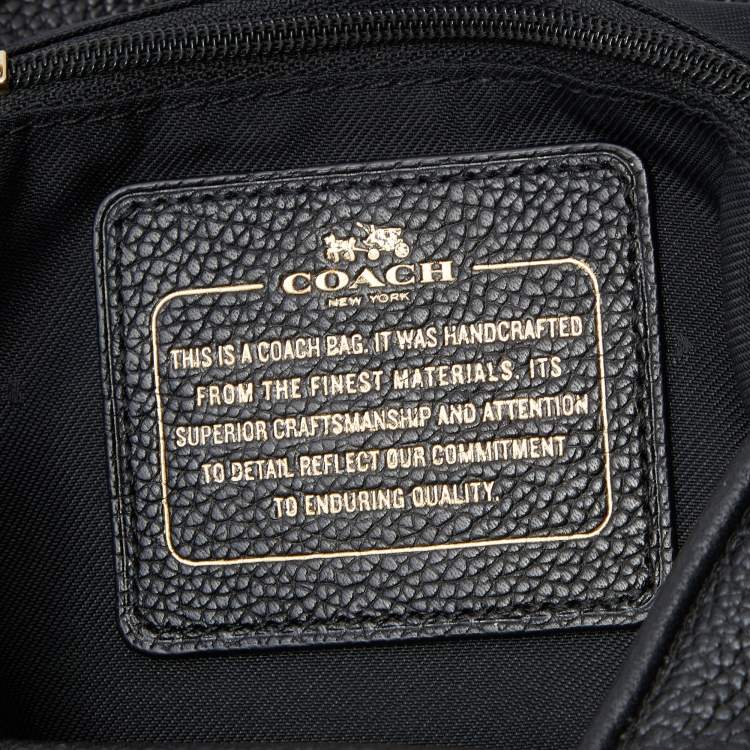 COACH
NEW YORK
THIS IS A COACH BAG. IT WAS HANDCRAFTED
FROM THE FINEST MATERIALS. ITS
SUPERIOR CRAFTSMANSHIP AND ATTENTION
TO DETAIL REFLECT OUR COMMITMENT
TO ENDURING QUALITY.